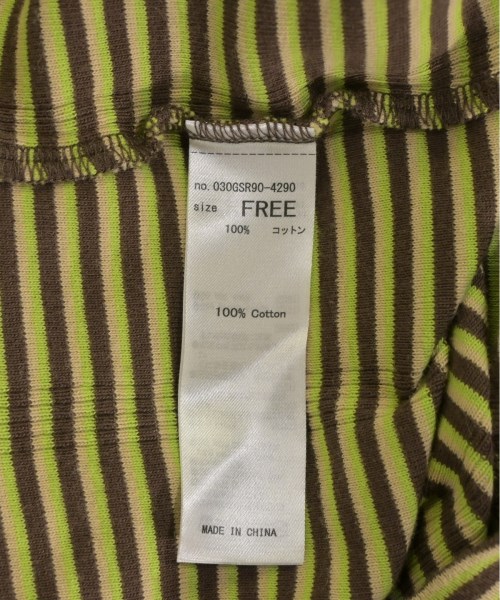 no. 030GSR90-4290
size FREE
100% コットン
100% Cotton
MADE IN CHINA